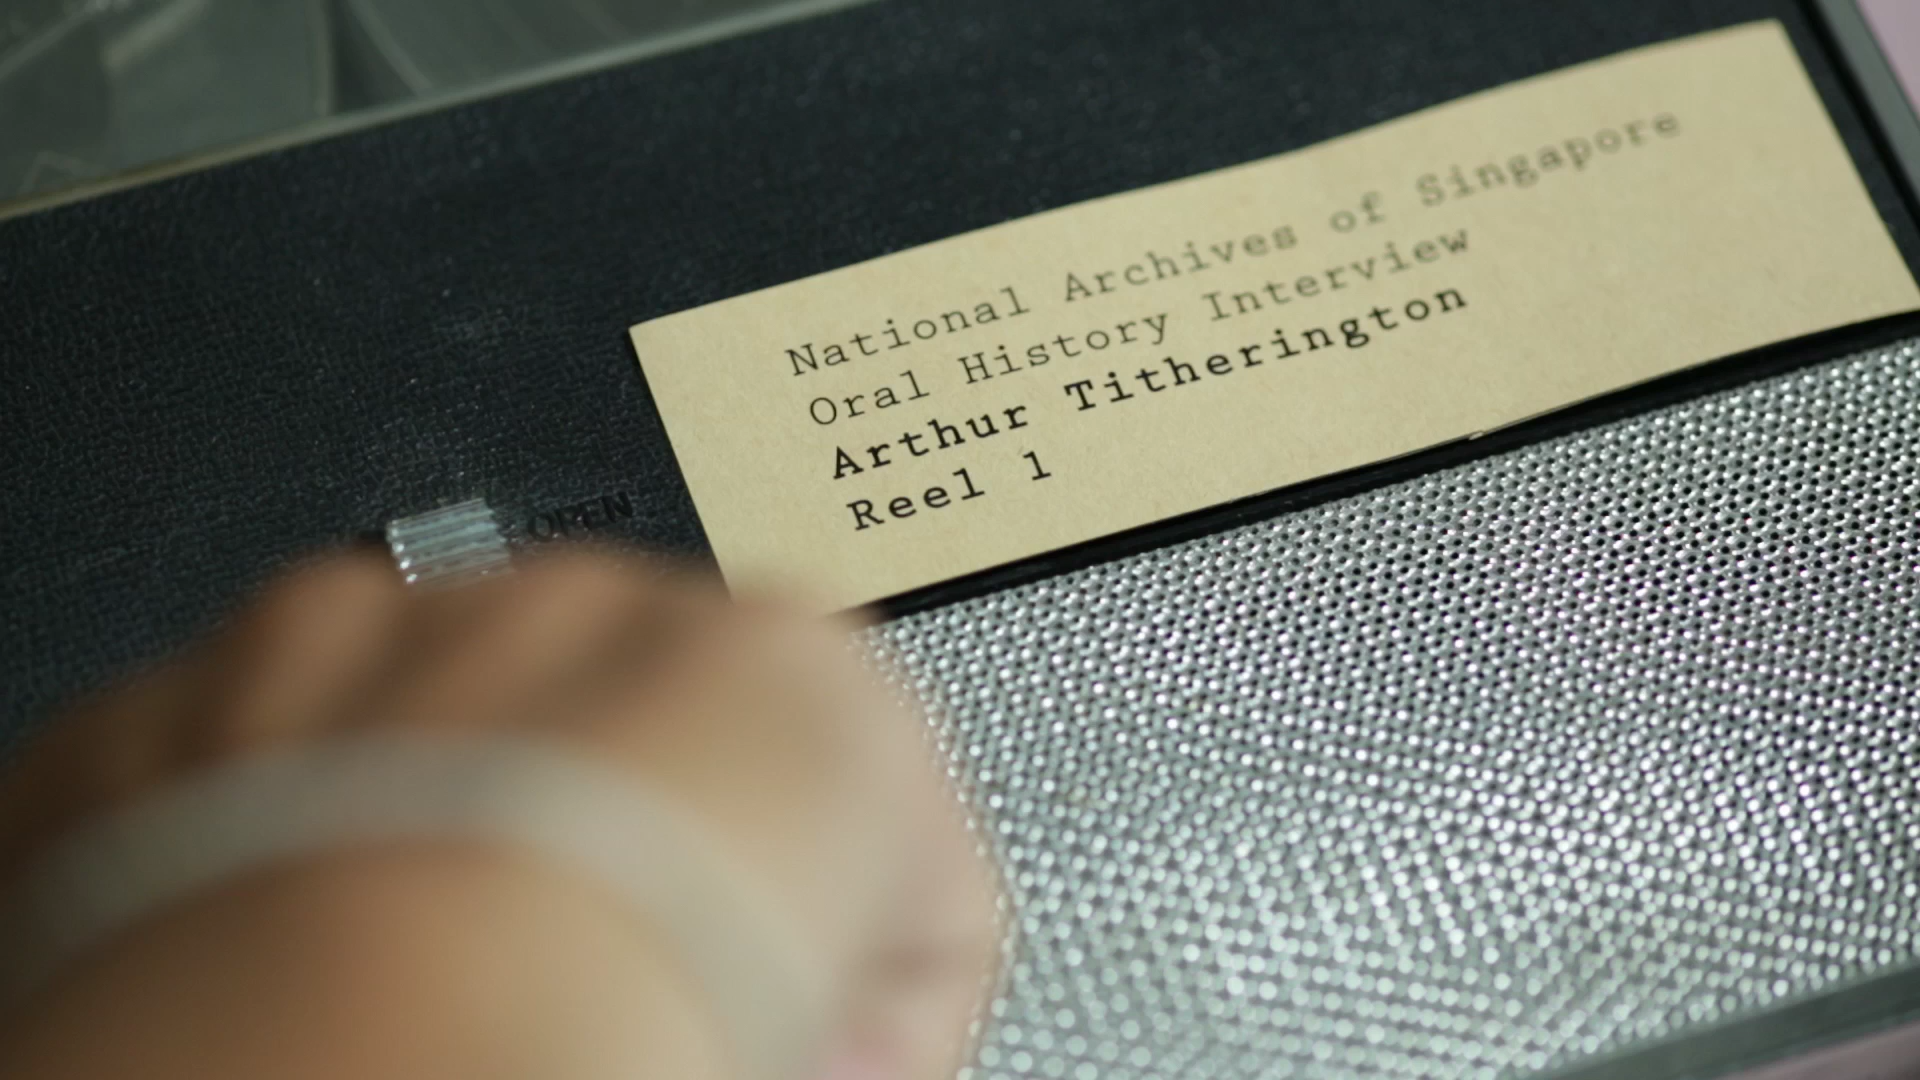 National Archives of Singapore
Oral History Interview
Arthur Titherington
Reel 1
OPEN